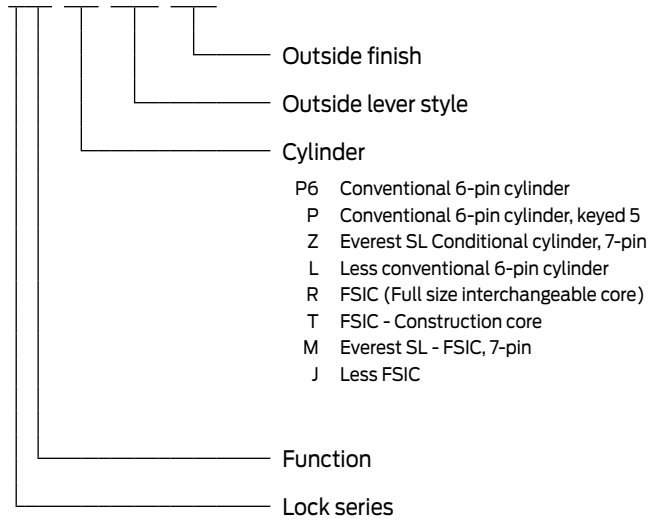 Outside finish
Outside lever style
Cylinder
P6 Conventional 6-pin cylinder
P Conventional 6-pin cylinder, keyed 5
Z Everest SL Conditional cylinder, 7-pin
L Less conventional 6-pin cylinder
R FSIC (Full size interchangeable core)
T FSIC - Construction core
M Everest SL - FSIC, 7-pin
J Less FSIC
Function
Lock series